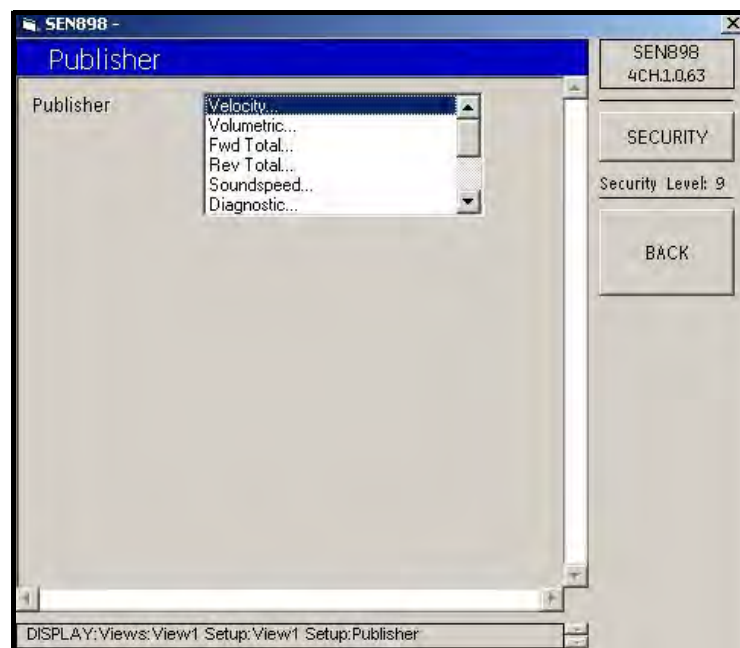 SEN898 -
Publisher
SEN898
4CH.1.0.63
Publisher
Velocity...
Volumetric...
Fwd Total...
Rev Total...
Soundspeed...
Diagnostic...
SECURITY
Security Level: 9
BACK
DISPLAY:Views:View1 Setup:View1 Setup:Publisher